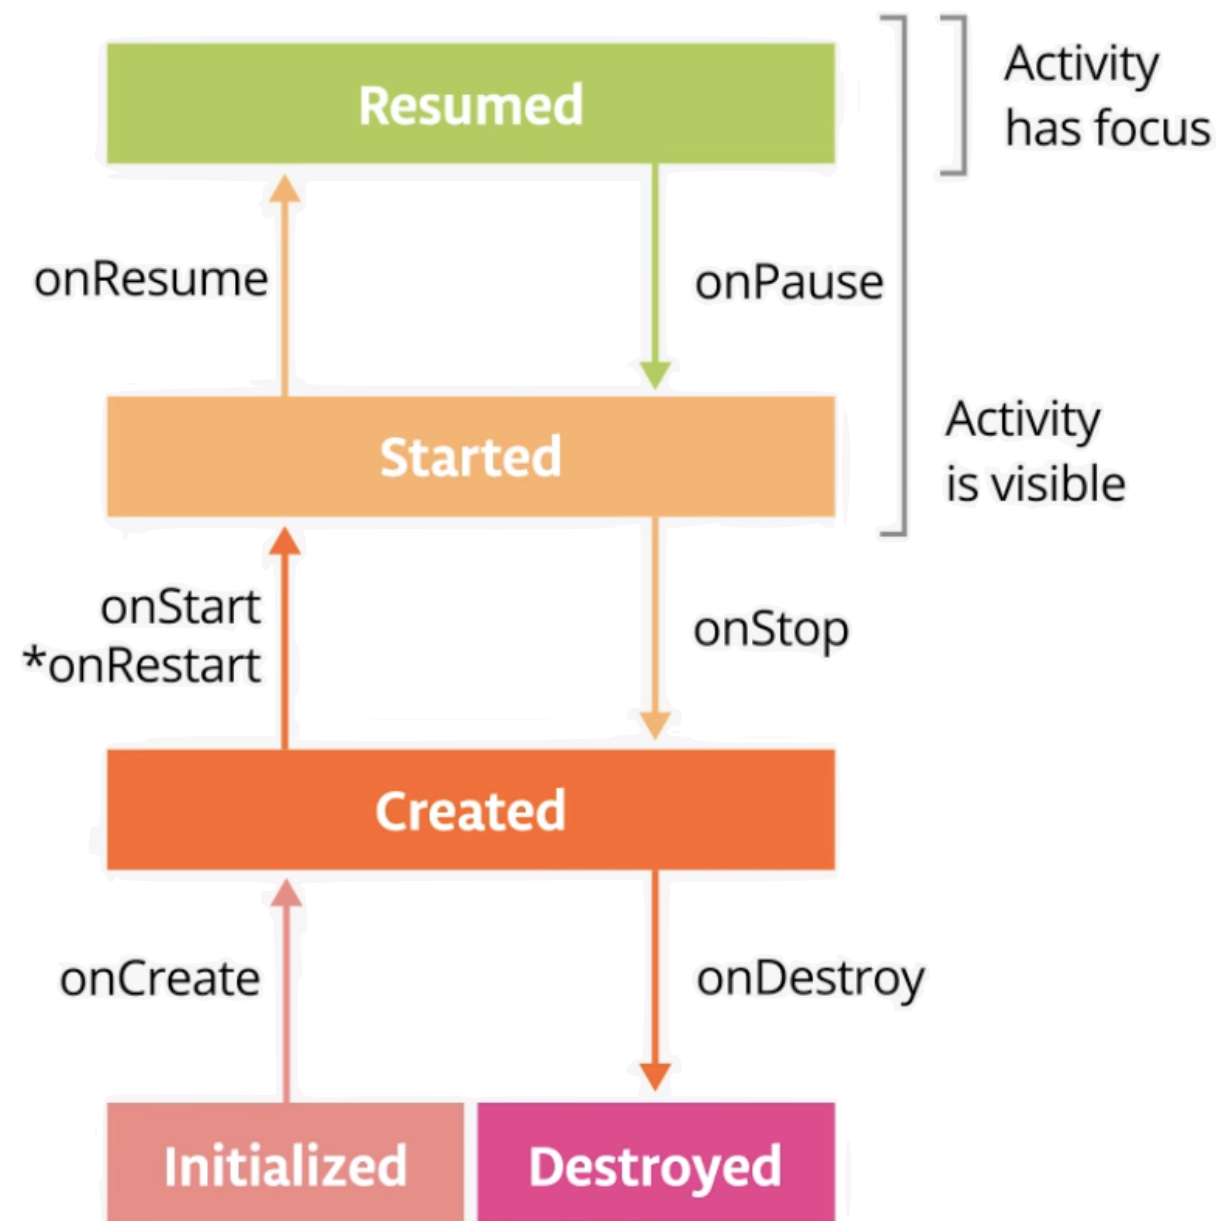 Resumed
Activity
has focus
onResume
onPause
Started
Activity
is visible
onStart
*onRestart
onStop
Created
onCreate
onDestroy
Initialized
Destroyed